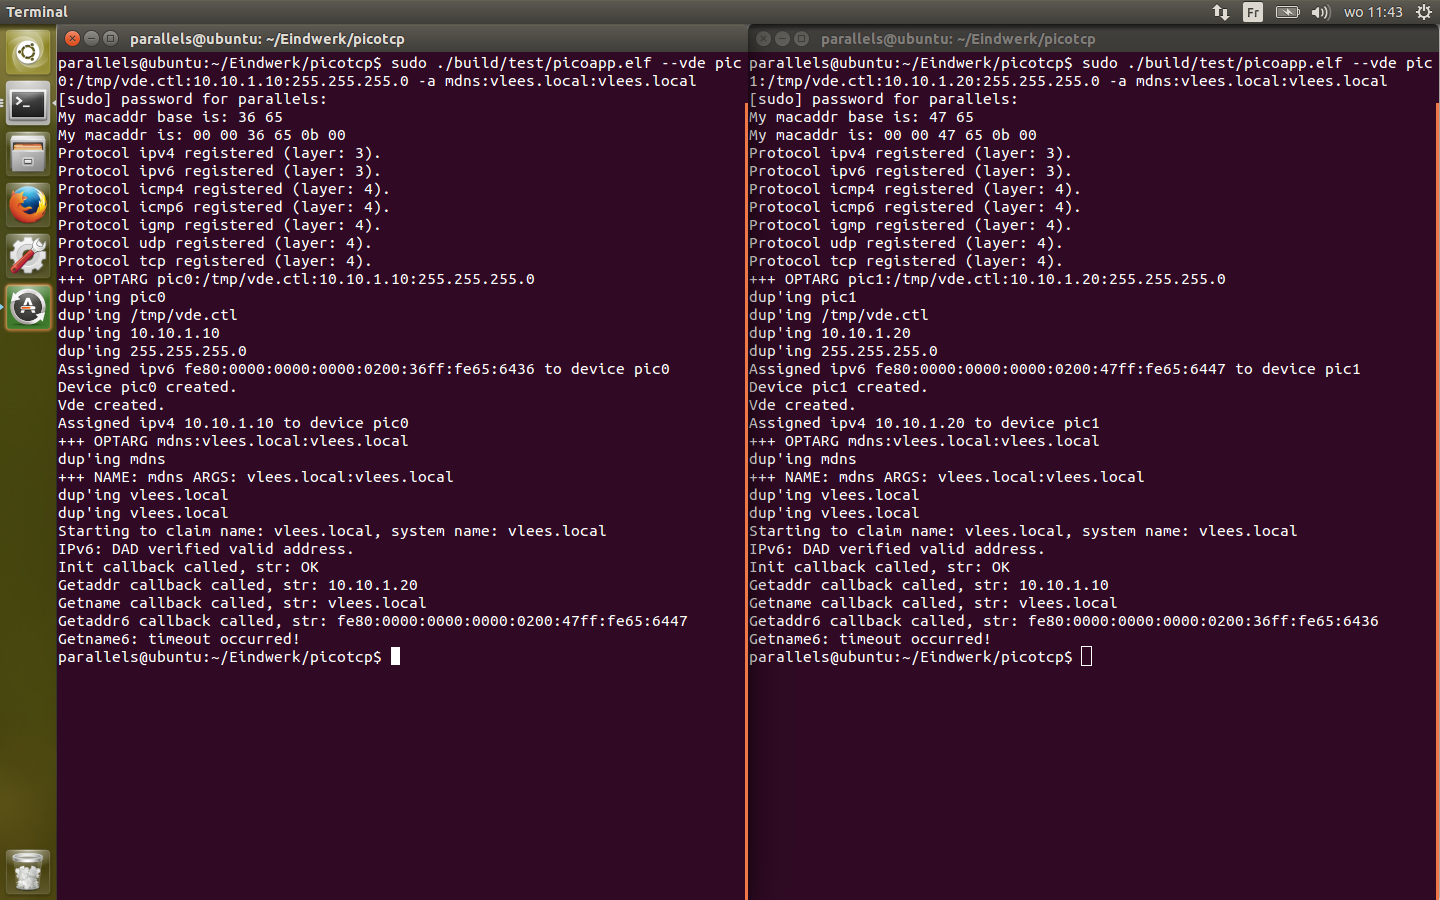 Terminal
Fr
wo 11:43
parallels@ubuntu: ~/Eindwerk/picotcp
parallels@ubuntu:~/Eindwerk/picotcp$ sudo ./build/test/picoapp.elf --vde pic
0:/tmp/vde.ctl:10.10.1.10:255.255.255.0 -a mdns:vlees.local:vlees.local
[sudo] password for parallels:
My macaddr base is: 36 65
My macaddr is: 00 00 36 65 0b 00
Protocol ipv4 registered (layer: 3).
Protocol ipv6 registered (layer: 3).
Protocol icmp4 registered (layer: 4).
Protocol icmp6 registered (layer: 4).
Protocol igmp registered (layer: 4).
Protocol udp registered (layer: 4).
Protocol tcp registered (layer: 4).
+++ OPTARG pic0:/tmp/vde.ctl:10.10.1.10:255.255.255.0
dup'ing pic0
dup'ing /tmp/vde.ctl
dup'ing 10.10.1.10
dup'ing 255.255.255.0
Assigned ipv6 fe80:0000:0000:0000:0200:36ff:fe65:6436 to device pic0
Device pic0 created.
Vde created.
Assigned ipv4 10.10.1.10 to device pic0
+++ OPTARG mdns:vlees.local:vlees.local
dup'ing mdns
+++ NAME: mdns ARGS: vlees.local:vlees.local
dup'ing vlees.local
dup'ing vlees.local
Starting to claim name: vlees.local, system name: vlees.local
IPv6: DAD verified valid address.
Init callback called, str: OK
Getaddr callback called, str: 10.10.1.20
Getname callback called, str: vlees.local
Getaddr6 callback called, str: fe80:0000:0000:0000:0200:47ff:fe65:6447
Getname6: timeout occurred!
parallels@ubuntu:~/Eindwerk/picotcp$
parallels@ubuntu: ~/Eindwerk/picotcp
parallels@ubuntu:~/Eindwerk/picotcp$ sudo ./build/test/picoapp.elf --vde pic
1:/tmp/vde.ctl:10.10.1.20:255.255.255.0 -a mdns:vlees.local:vlees.local
[sudo] password for parallels:
My macaddr base is: 47 65
My macaddr is: 00 00 47 65 0b 00
Protocol ipv4 registered (layer: 3).
Protocol ipv6 registered (layer: 3).
Protocol icmp4 registered (layer: 4).
Protocol icmp6 registered (layer: 4).
Protocol igmp registered (layer: 4).
Protocol udp registered (layer: 4).
Protocol tcp registered (layer: 4).
+++ OPTARG pic1:/tmp/vde.ctl:10.10.1.20:255.255.255.0
dup'ing pic1
dup'ing /tmp/vde.ctl
dup'ing 10.10.1.20
dup'ing 255.255.255.0
Assigned ipv6 fe80:0000:0000:0000:0200:47ff:fe65:6447 to device pic1
Device pic1 created.
Vde created.
Assigned ipv4 10.10.1.20 to device pic1
+++ OPTARG mdns:vlees.local:vlees.local
dup'ing mdns
+++ NAME: mdns ARGS: vlees.local:vlees.local
dup'ing vlees.local
dup'ing vlees.local
Starting to claim name: vlees.local, system name: vlees.local
IPv6: DAD verified valid address.
Init callback called, str: OK
Getaddr callback called, str: 10.10.1.10
Getname callback called, str: vlees.local
Getaddr6 callback called, str: fe80:0000:0000:0000:0200:36ff:fe65:6436
Getname6: timeout occurred!
parallels@ubuntu:~/Eindwerk/picotcp$